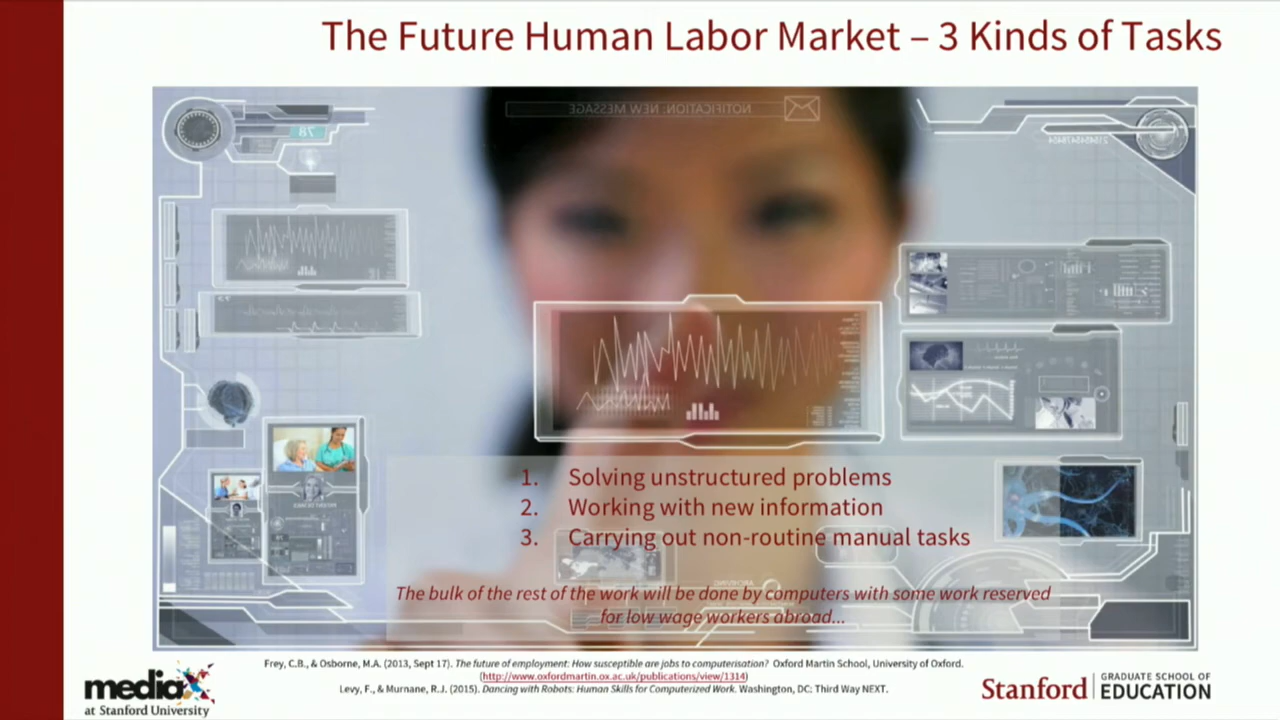 The Future Human Labor Market – 3 Kinds of Tasks
NOTIFICATION: NEW MESSAGE
78
1. Solving unstructured problems
2. Working with new information
3. Carrying out non-routine manual tasks
The bulk of the rest of the work will be done by computers with some work reserved
for low wage workers abroad...
Frey, C.B., & Osborne, M.A. (2013, Sept 17). The future of employment: How susceptible are jobs to computerisation? Oxford Martin School, University of Oxford.
(http://www.oxfordmartin.ox.ac.uk/publications/view/1314)
Levy, F., & Murnane, R.J. (2015). Dancing with Robots: Human Skills for Computerized Work. Washington, DC: Third Way NEXT.
mediaX
at Stanford University
Stanford
GRADUATE SCHOOL OF
EDUCATION